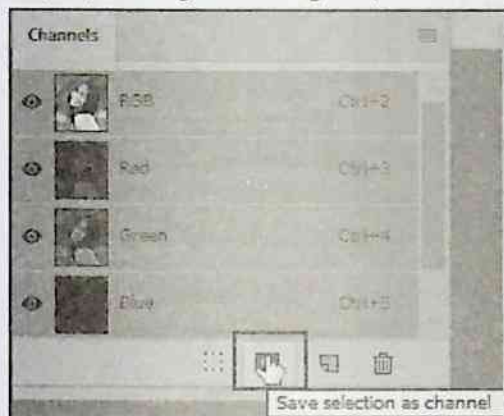 Channels
RGB Ctrl+2
Red Ctrl+3
Green Ctrl+4
Blue Ctrl+5
Save selection as channel